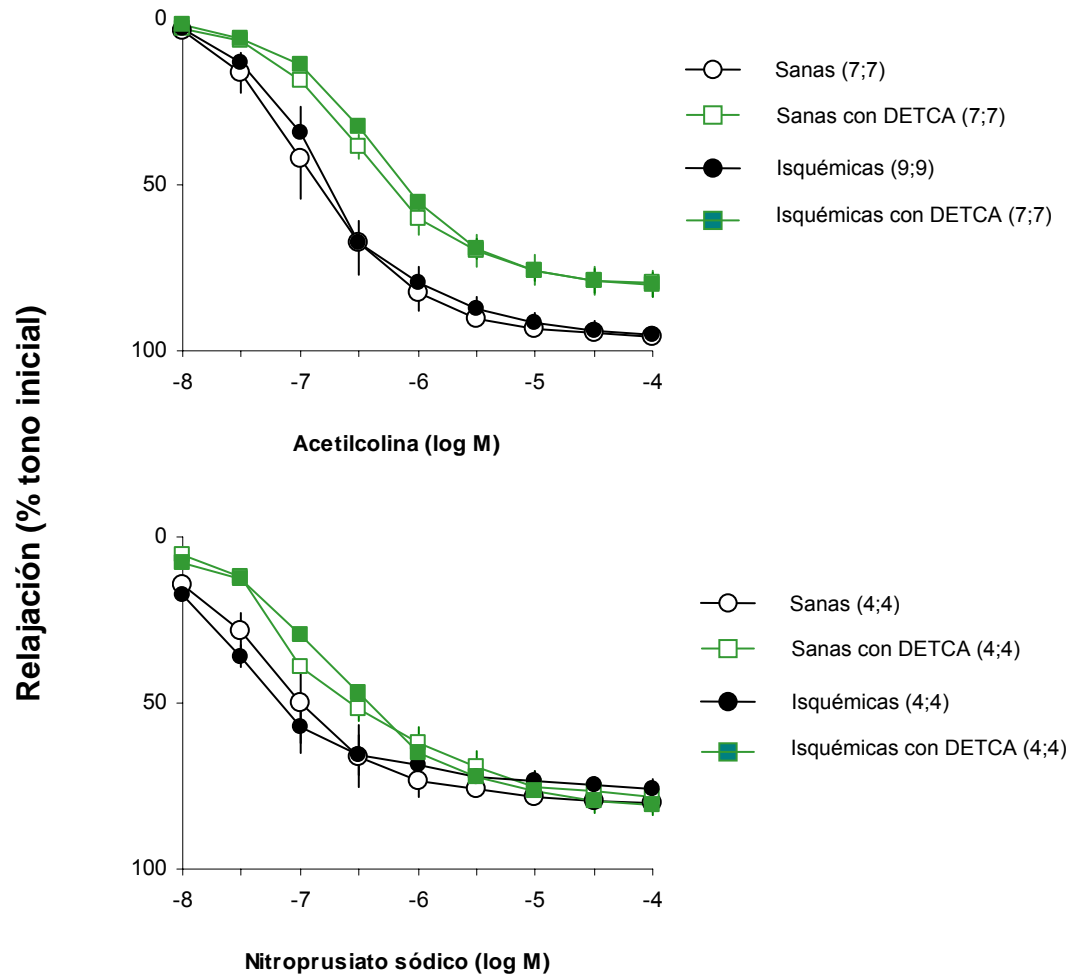 Relajación (% tono inicial)
0
50
100
-8 -7 -6 -5 -4
Acetilcolina (log M)
Sanas (7;7)
Sanas con DETCA (7;7)
Isquémicas (9;9)
Isquémicas con DETCA (7;7)
0
50
100
-8 -7 -6 -5 -4
Nitroprusiato sódico (log M)
Sanas (4;4)
Sanas con DETCA (4;4)
Isquémicas (4;4)
Isquémicas con DETCA (4;4)